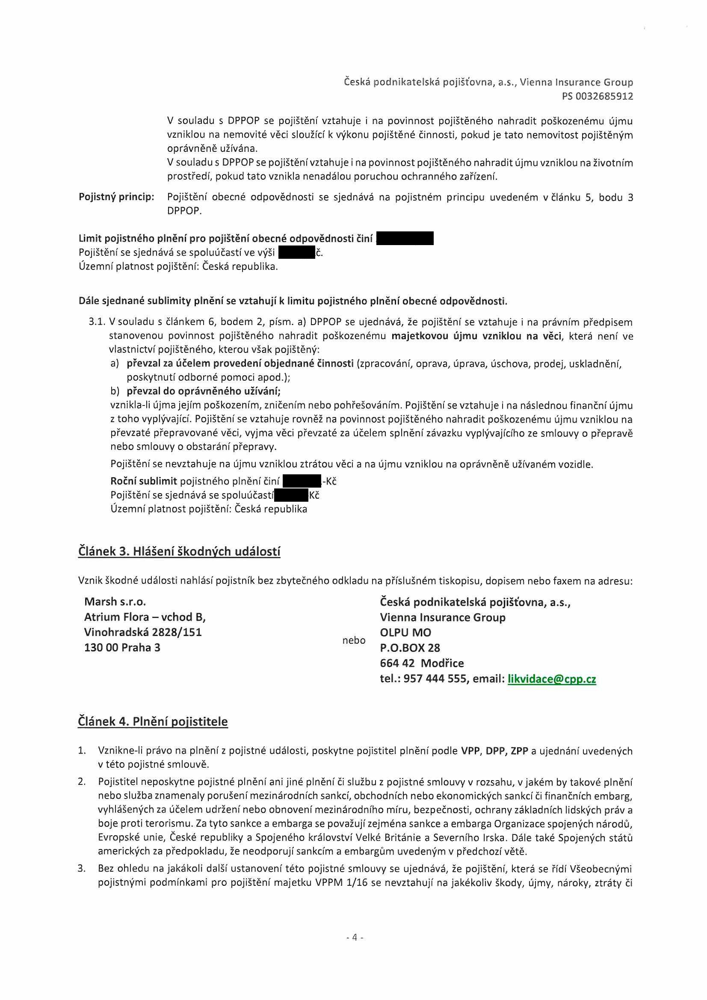 Česká podnikatelská pojišťovna, a.s., Vienna Insurance Group
PS 0032685912
V souladu s DPPOP se pojištění vztahuje i na povinnost pojištěného nahradit poškozenému újmu
vzniklou na nemovité věci sloužící k výkonu pojištěné činnosti, pokud je tato nemovitost pojištěným
oprávněně užívána.
V souladu s DPPOP se pojištění vztahuje i na povinnost pojištěného nahradit újmu vzniklou na životním
prostředí, pokud tato vznikla nenadálou poruchou ochranného zařízení.
Pojistný princip: Pojištění obecné odpovědnosti se sjednává na pojistném principu uvedeném v článku 5, bodu 3
DPPOP.
Limit pojistného plnění pro pojištění obecné odpovědnosti činí
Pojištění se sjednává se spoluúčastí ve výši č.
Územní platnost pojištění: Česká republika.
Dále sjednané sublimity plnění se vztahují k limitu pojistného plnění obecné odpovědnosti.
3.1. V souladu s článkem 6, bodem 2, písm. a) DPPOP se ujednává, že pojištění se vztahuje i na právním předpisem
stanovenou povinnost pojištěného nahradit poškozenému majetkovou újmu vzniklou na věci, která není ve
vlastnictví pojištěného, kterou však pojištěný:
a) převzal za účelem provedení objednané činnosti (zpracování, oprava, úprava, úschova, prodej, uskladnění,
poskytnutí odborné pomoci apod.);
b) převzal do oprávněného užívání;
vznikla-li újma jejím poškozením, zničením nebo pohřešováním. Pojištění se vztahuje i na následnou finanční újmu
z toho vyplývající. Pojištění se vztahuje rovněž na povinnost pojištěného nahradit poškozenému újmu vzniklou na
převzaté přepravované věci, vyjma věci převzaté za účelem splnění závazku vyplývajícího ze smlouvy o přepravě
nebo smlouvy o obstarání přepravy.
Pojištění se nevztahuje na újmu vzniklou ztrátou věci a na újmu vzniklou na oprávněně užívaném vozidle.
Roční sublimit pojistného plnění činí -Kč
Pojištění se sjednává se spoluúčastí Kč
Územní platnost pojištění: Česká republika
Článek 3. Hlášení škodných událostí
Vznik škodné události nahlásí pojistník bez zbytečného odkladu na příslušném tiskopisu, dopisem nebo faxem na adresu:
Marsh s.r.o.
Atrium Flora – vchod B,
Vinohradská 2828/151
130 00 Praha 3
nebo
Česká podnikatelská pojišťovna, a.s.,
Vienna Insurance Group
OLPU MO
P.O.BOX 28
664 42 Modřice
tel.: 957 444 555, email: likvidace@cpp.cz
Článek 4. Plnění pojistitele
1. Vznikne-li právo na plnění z pojistné události, poskytne pojistitel plnění podle VPP, DPP, ZPP a ujednání uvedených
v této pojistné smlouvě.
2. Pojistitel neposkytne pojistné plnění ani jiné plnění či službu z pojistné smlouvy v rozsahu, v jakém by takové plnění
nebo služba znamenaly porušení mezinárodních sankcí, obchodních nebo ekonomických sankcí či finančních embarg,
vyhlášených za účelem udržení nebo obnovení mezinárodního míru, bezpečnosti, ochrany základních lidských práv a
boje proti terorismu. Za tyto sankce a embarga se považují zejména sankce a embarga Organizace spojených národů,
Evropské unie, České republiky a Spojeného království Velké Británie a Severního Irska. Dále také Spojených států
amerických za předpokladu, že neodporují sankcím a embargům uvedeným v předchozí větě.
3. Bez ohledu na jakákoli další ustanovení této pojistné smlouvy se ujednává, že pojištění, která se řídí Všeobecnými
pojistnými podmínkami pro pojištění majetku VPPM 1/16 se nevztahují na jakékoliv škody, újmy, nároky, ztráty či
- 4 -